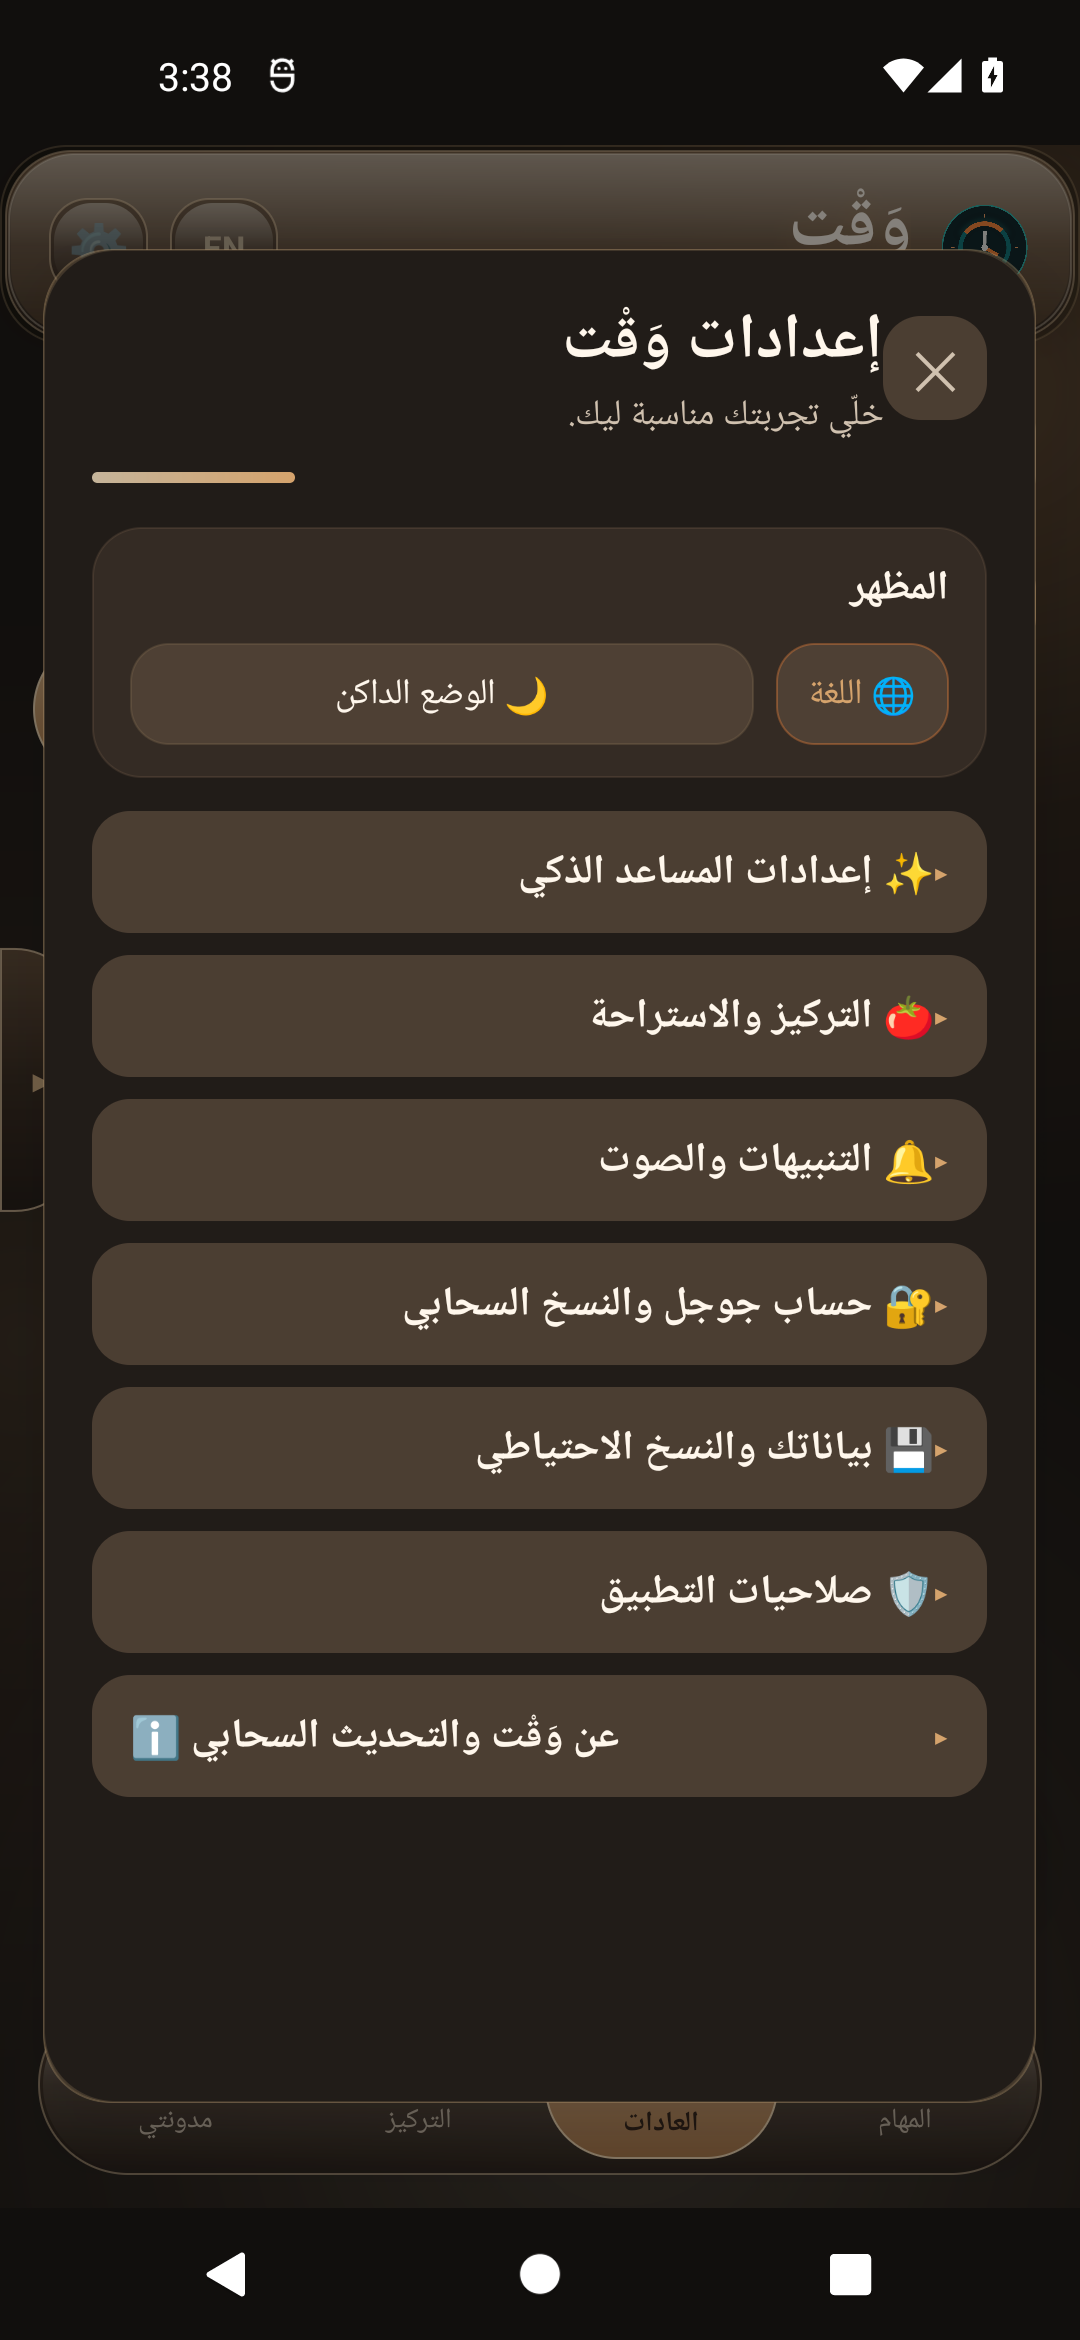 3:38
وَقْت
EN
إعدادات وَقْت
خلّي تجربتك مناسبة ليك.
المظهر
🌐 اللغة
🌙 الوضع الداكن
✨ إعدادات المساعد الذكي
🍅 التركيز والاستراحة
🔔 التنبيهات والصوت
🔐 حساب جوجل والنسخ السحابي
💾 بياناتك والنسخ الاحتياطي
🛡️ صلاحيات التطبيق
عن وَقْت والتحديث السحابي ℹ️
المهام
العادات
التركيز
مدونتي